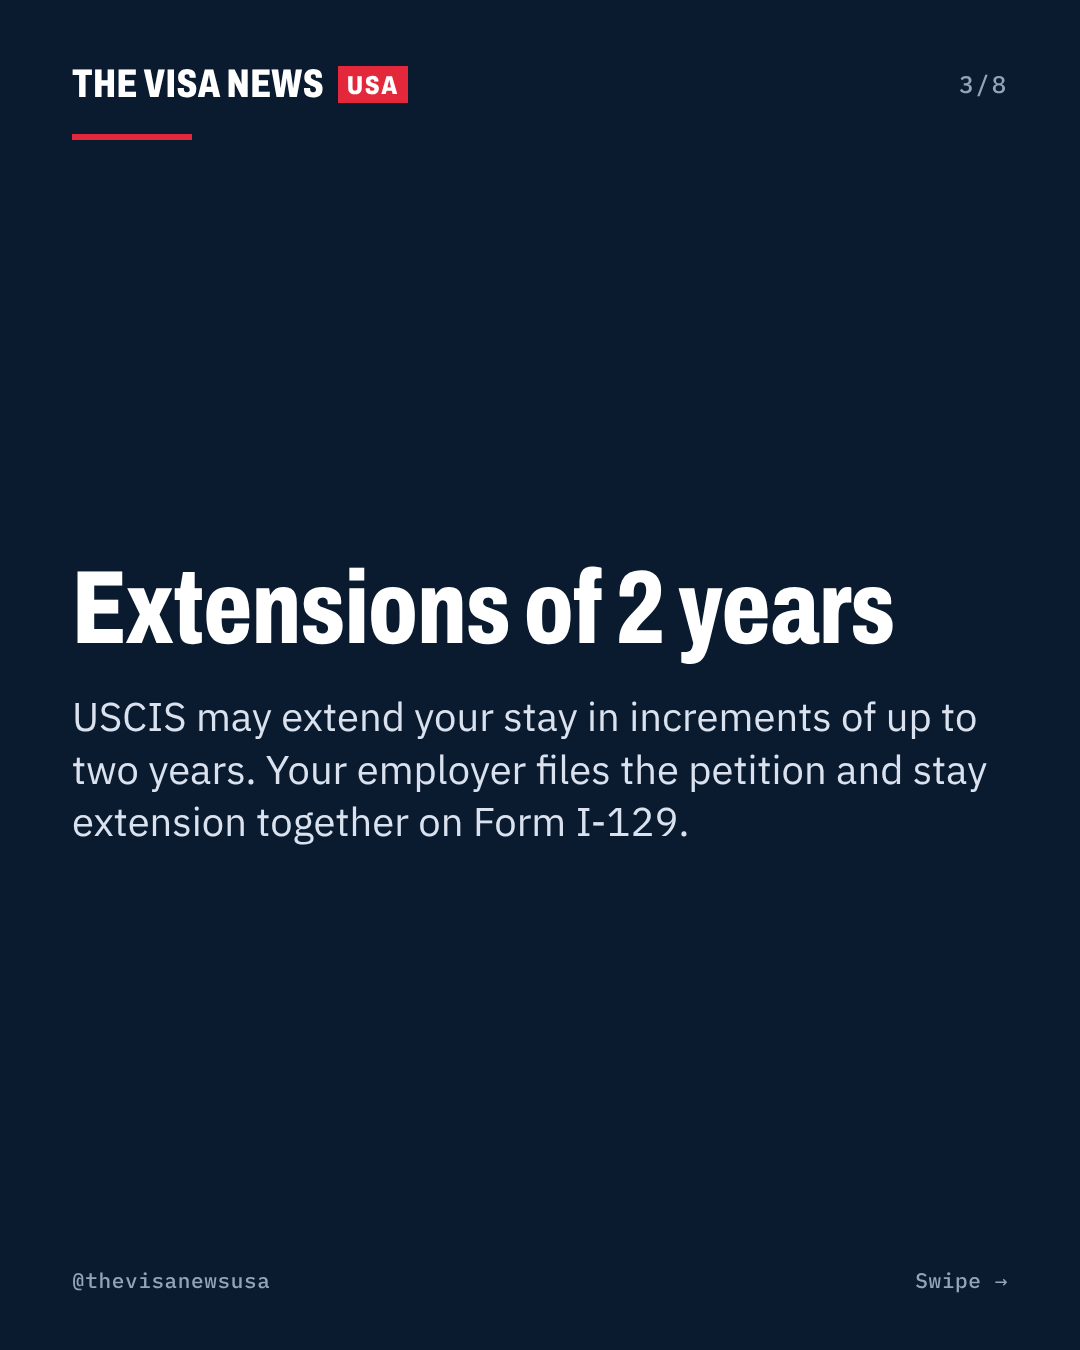 THE VISA NEWS USA
3/8
Extensions of 2 years
USCIS may extend your stay in increments of up to
two years. Your employer files the petition and stay
extension together on Form I-129.
@thevisanewsusa
Swipe →